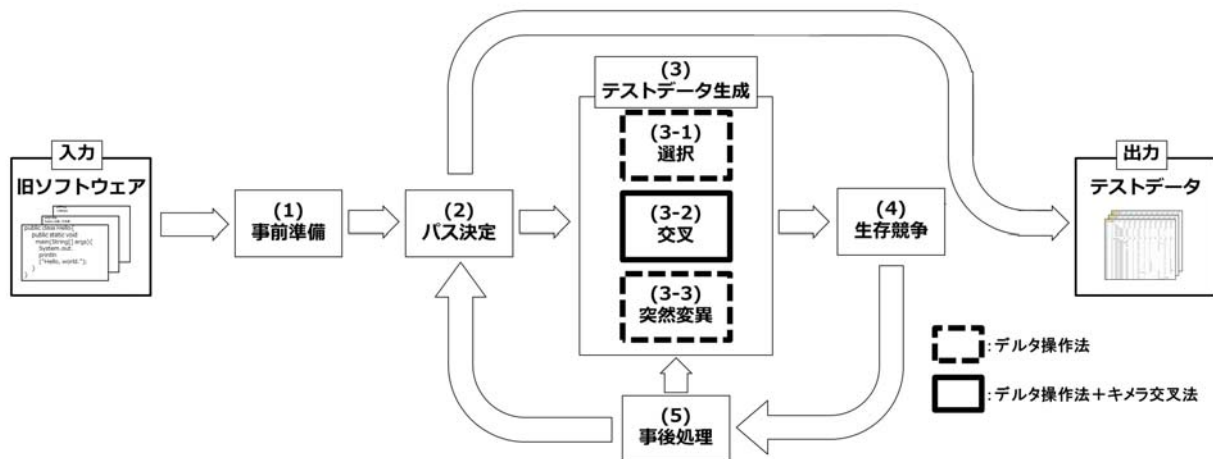 入力
旧ソフトウェア
public class Hello{
public static void
main(String[] args){
System.out.
println
("Hello, world.");
}
}
(1)
事前準備
(2)
パス決定
(3)
テストデータ生成
(3-1)
選択
(3-2)
交叉
(3-3)
突然変異
(4)
生存競争
(5)
事後処理
出力
テストデータ
:デルタ操作法
:デルタ操作法+キメラ交叉法